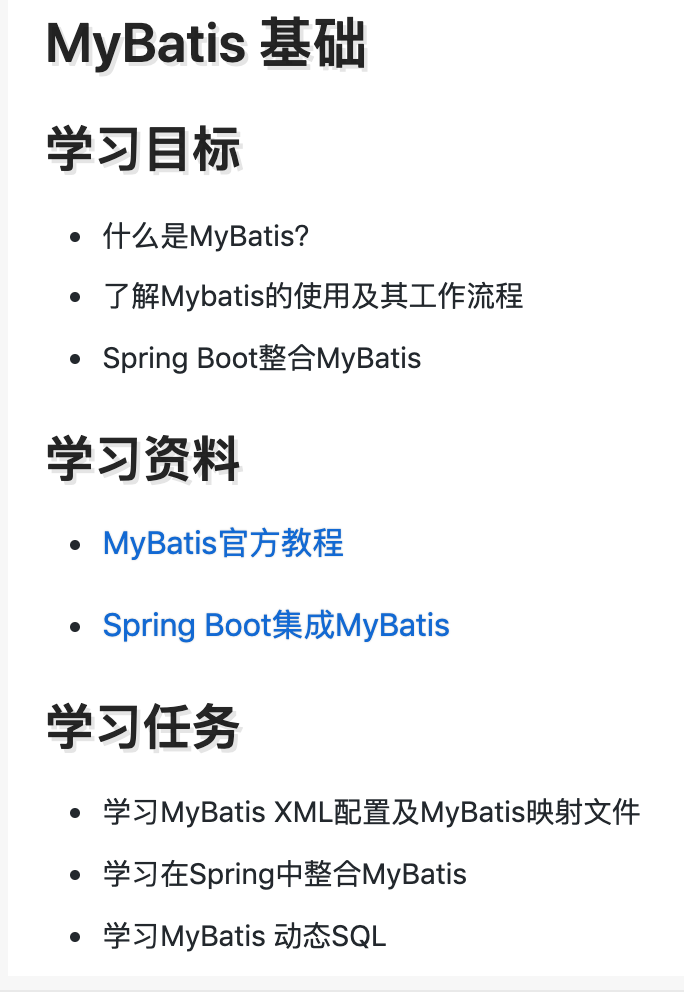 MyBatis 基础
学习目标
什么是MyBatis?
了解Mybatis的使用及其工作流程
Spring Boot整合MyBatis
学习资料
MyBatis官方教程
Spring Boot集成MyBatis
学习任务
学习MyBatis XML配置及MyBatis映射文件
学习在Spring中整合MyBatis
学习MyBatis 动态SQL